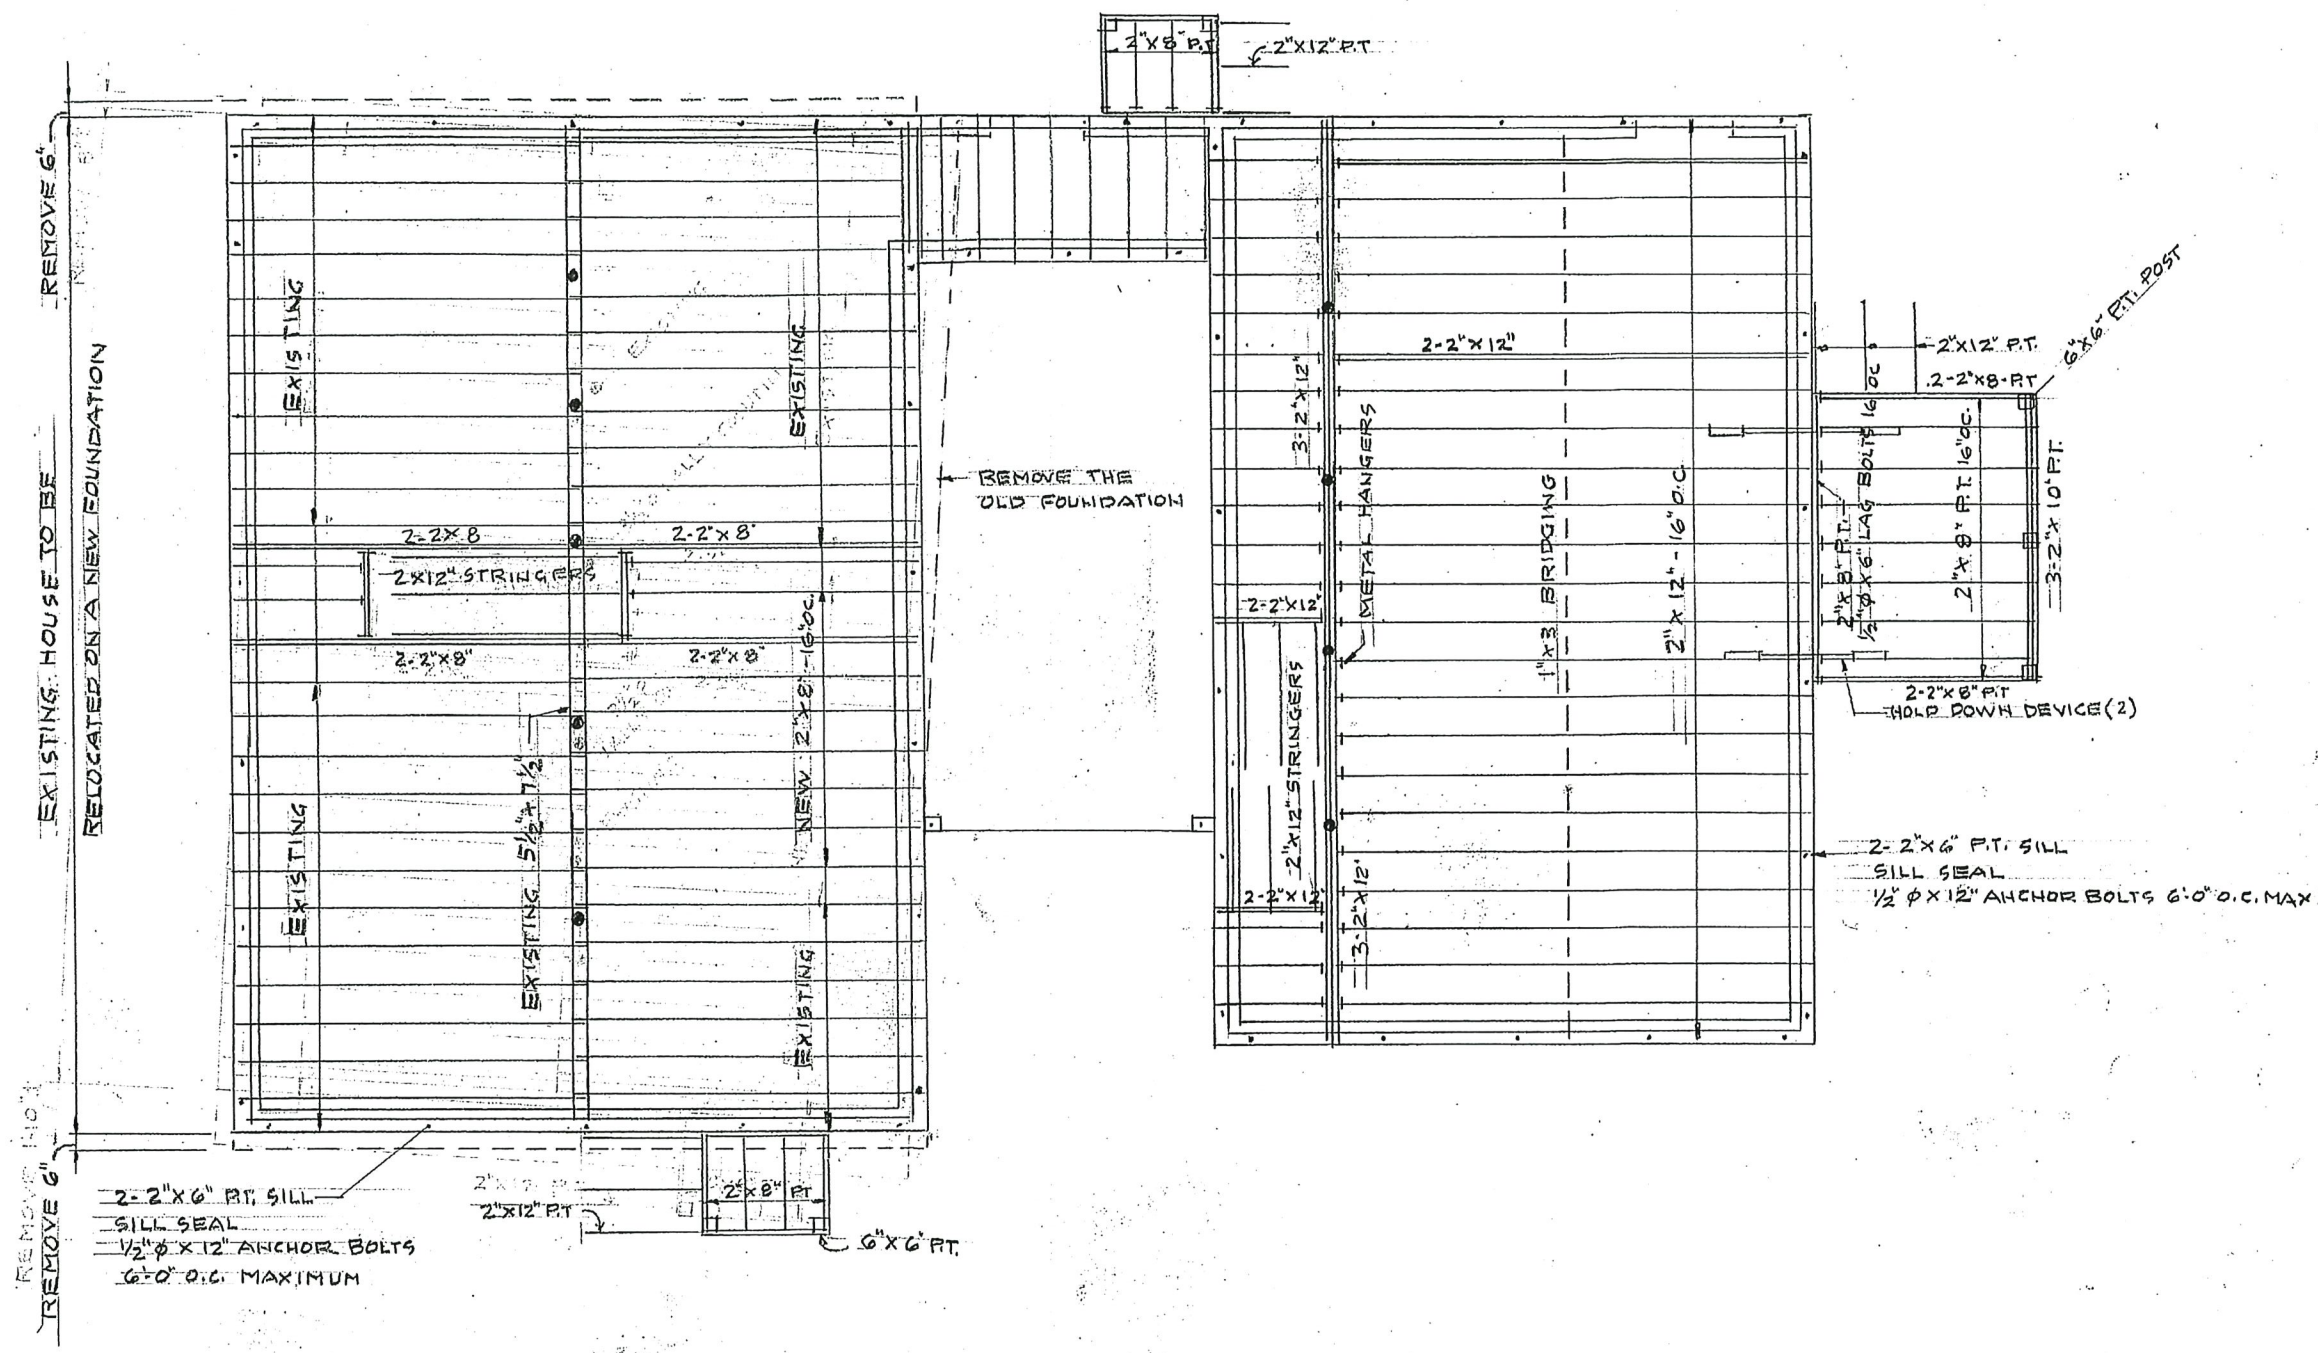 2"X8" P.T
2"X12" P.T
REMOVE 6"
EXISTING HOUSE TO BE
RELOCATED ON A NEW FOUNDATION
EXISTING
EXISTING
2-2X8
2-2"X8"
2X12" STRINGERS
2-2"X8"
2-2"X8"
NEW 2"X8"-16"O.C.
EXISTING 5½"X7½"
EXISTING
EXISTING
REMOVE THE
OLD FOUNDATION
3-2"X12"
2-2"X12"
METAL HANGERS
1"X3 BRIDGING
2"X12"-16"O.C.
2-2"X12"
2"X12" STRINGERS
2-2"X12"
3-2"X12"
6"X6" P.T. POST
2"X12" P.T.
2-2"X8-P.T
2"X8" P.T.
½"ØX6" LAG BOLTS 16 OC
2"X8" P.T. 16"OC.
3-2"X10" P.T.
2-2"X8" P.T
HOLD DOWN DEVICE(2)
2-2"X6" P.T. SILL
SILL SEAL
½"ØX12" ANCHOR BOLTS 6'-0" O.C. MAX
REMOVE 6"
2-2"X6" P.T. SILL
SILL SEAL
½"Ø X 12" ANCHOR BOLTS
6'-0" O.C. MAXIMUM
2"X12" P.T
2"X8" PT
6"X6" P.T.